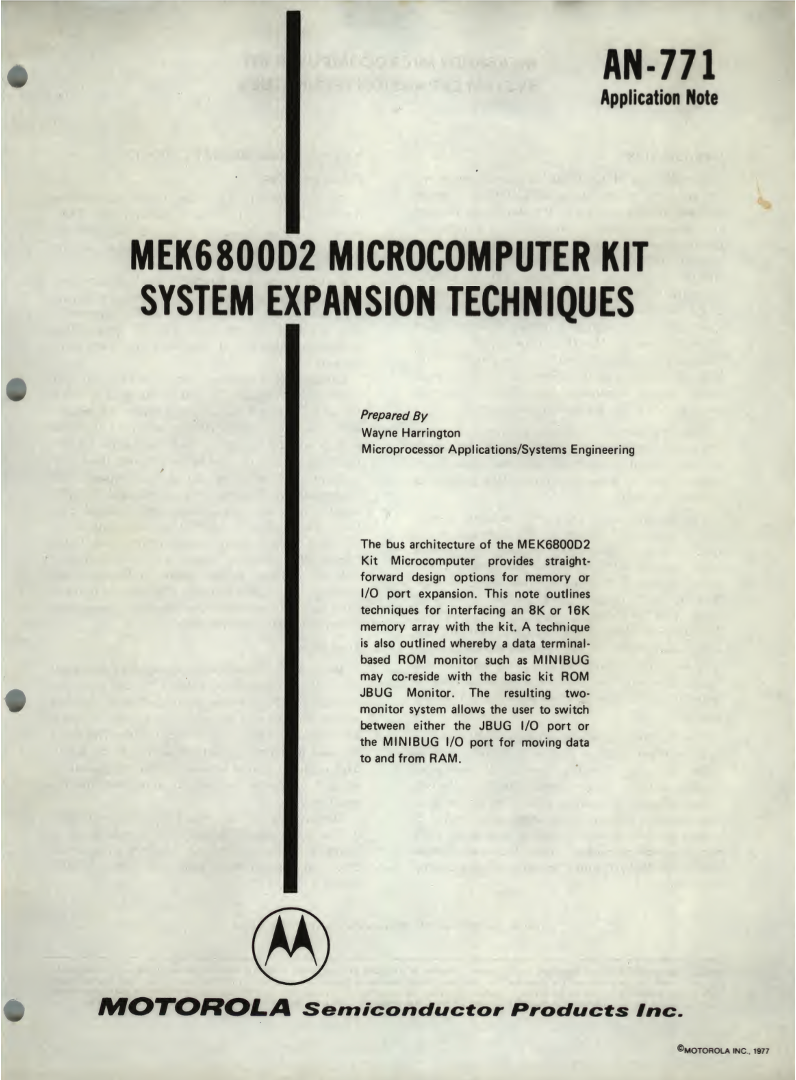 AN-771
Application Note
MEK6800D2 MICROCOMPUTER KIT
SYSTEM EXPANSION TECHNIQUES
Prepared By
Wayne Harrington
Microprocessor Applications/Systems Engineering
The bus architecture of the MEK6800D2
Kit Microcomputer provides straight-
forward design options for memory or
I/O port expansion. This note outlines
techniques for interfacing an 8K or 16K
memory array with the kit. A technique
is also outlined whereby a data terminal-
based ROM monitor such as MINIBUG
may co-reside with the basic kit ROM
JBUG Monitor. The resulting two-
monitor system allows the user to switch
between either the JBUG I/O port or
the MINIBUG I/O port for moving data
to and from RAM.
MOTOROLA Semiconductor Products Inc.
©MOTOROLA INC., 1977